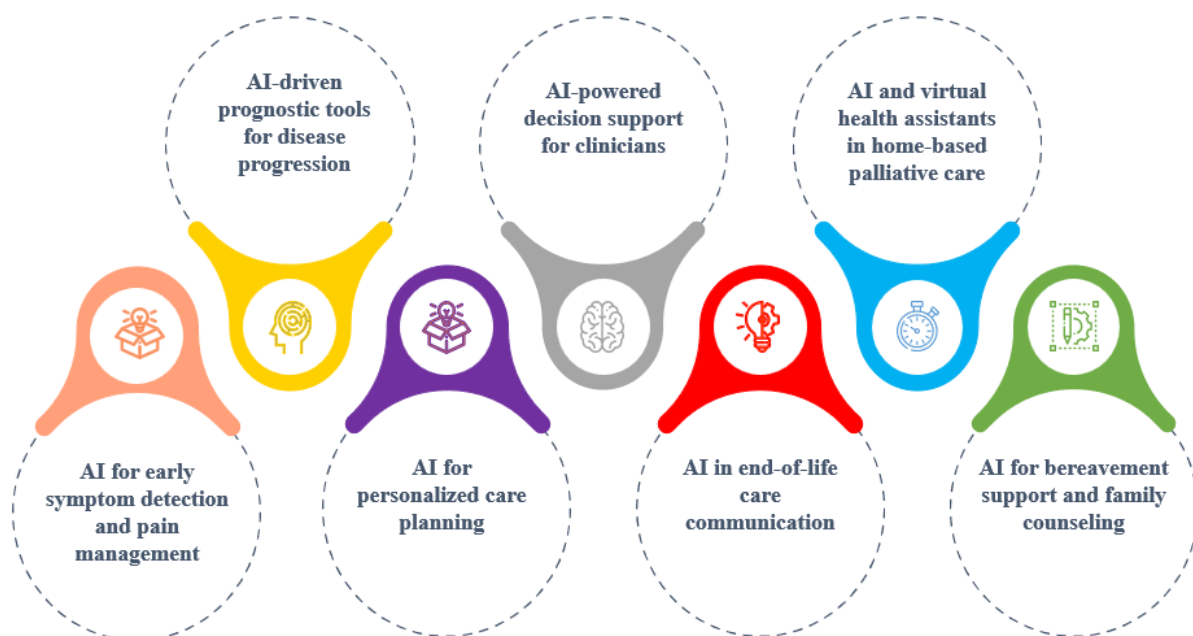 AI-driven
prognostic tools
for disease
progression
AI-powered
decision support
for clinicians
AI and virtual
health assistants
in home-based
palliative care
AI for early
symptom detection
and pain
management
AI for
personalized care
planning
AI in end-of-life
care
communication
AI for bereavement
support and family
counseling